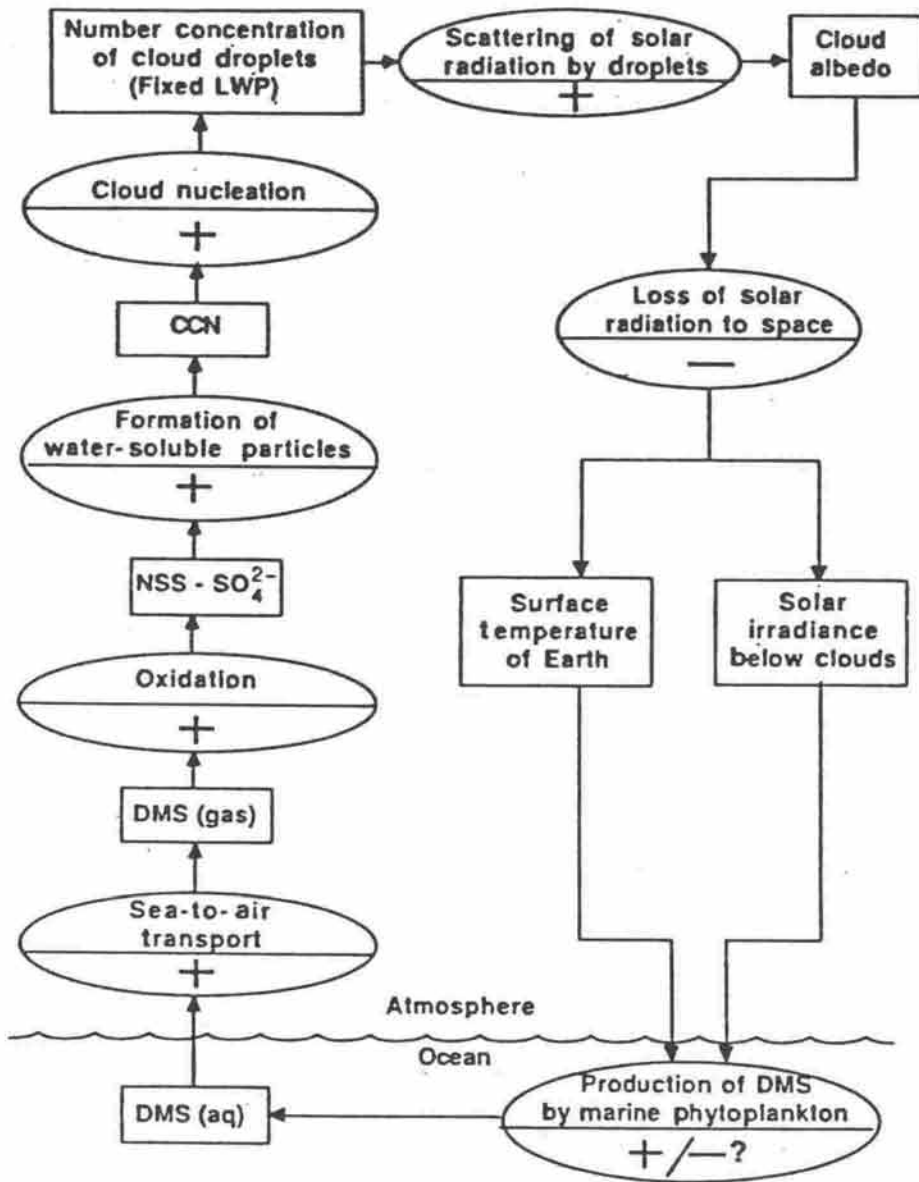 Number concentration
of cloud droplets
(Fixed LWP)
Scattering of solar
radiation by droplets
+
Cloud
albedo
Cloud nucleation
+
Loss of solar
radiation to space
—
CCN
Formation of
water-soluble particles
+
NSS - SO₄²⁻
Surface
temperature
of Earth
Solar
irradiance
below clouds
Oxidation
+
DMS (gas)
Sea-to-air
transport
+
Atmosphere
Ocean
DMS (aq)
Production of DMS
by marine phytoplankton
+/—?